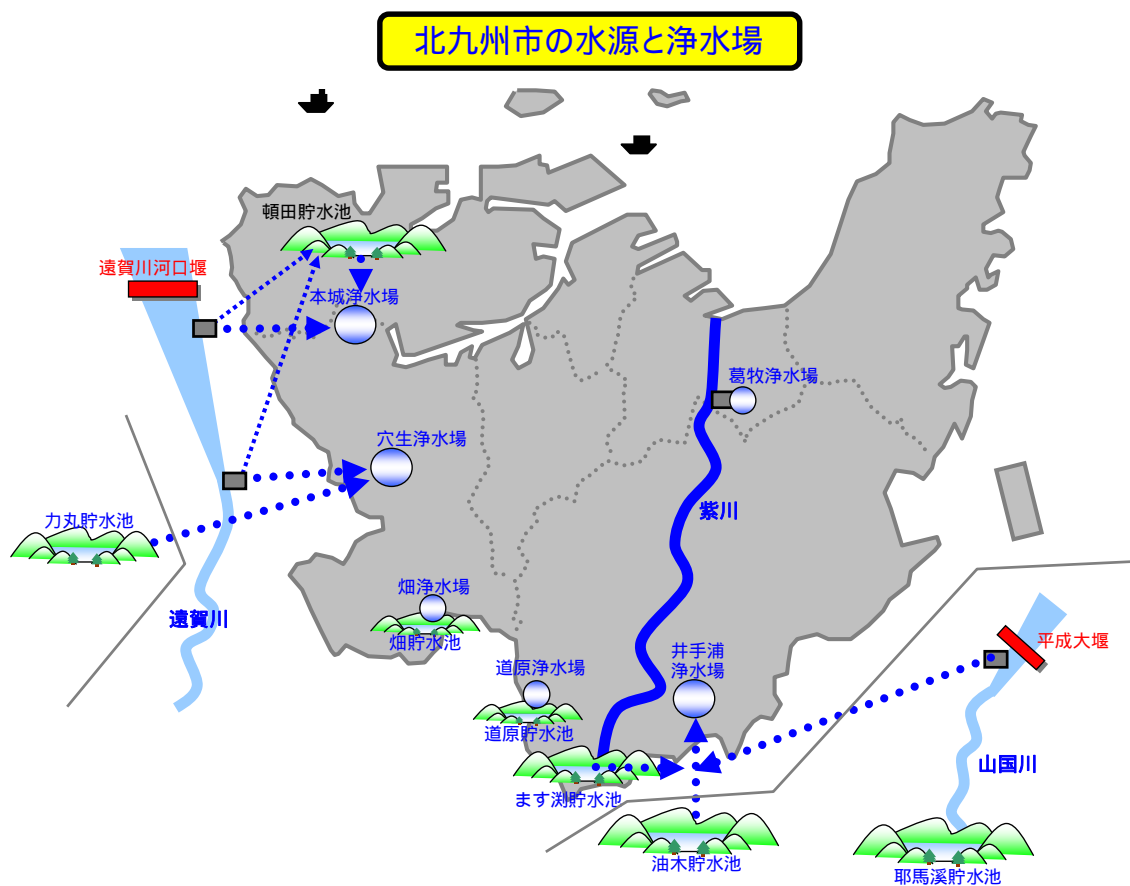 北九州市の水源と浄水場
頓田貯水池
遠賀川河口堰
本城浄水場
葛牧浄水場
穴生浄水場
紫川
力丸貯水池
遠賀川
畑浄水場
畑貯水池
道原浄水場
道原貯水池
井手浦
浄水場
平成大堰
山国川
ます渕貯水池
油木貯水池
耶馬溪貯水池